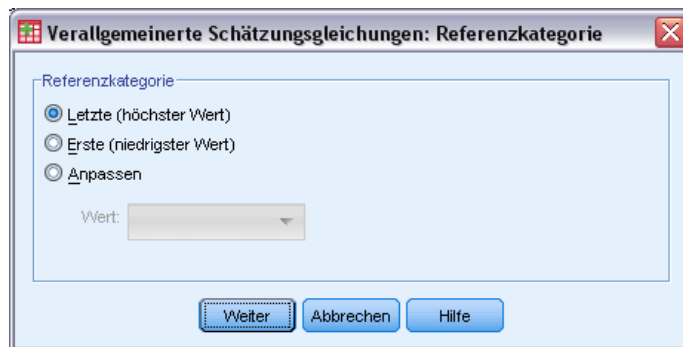 Verallgemeinerte Schätzungsgleichungen: Referenzkategorie
Referenzkategorie
Letzte (höchster Wert)
Erste (niedrigster Wert)
Anpassen
Wert:
Weiter Abbrechen Hilfe